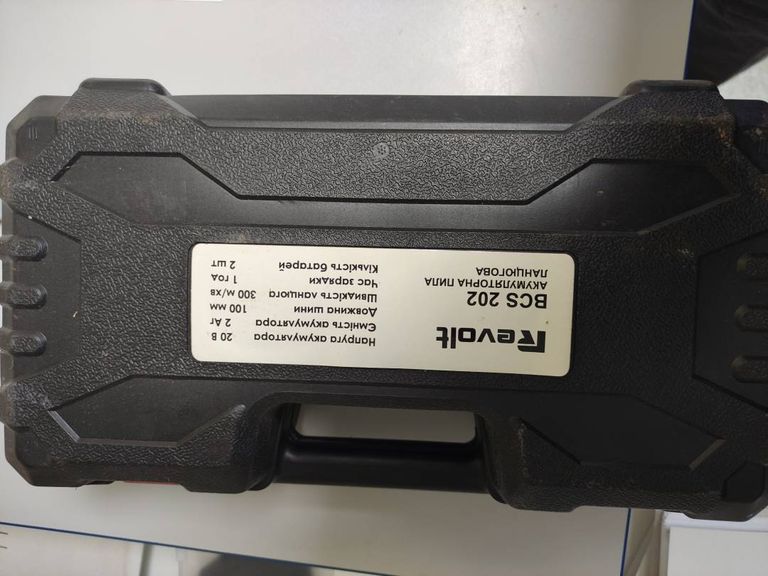 Revolt
BCS 202
АКУМУЛЯТОРНА ПИЛА
ЛАНЦЮГОВА
Напруга акумулятора 20 В
Ємність акумулятора 2 Аг
Довжина шини 100 мм
Швидкість ланцюга 300 м/хв
Час зарядки 1 год
Кількість батарей 2 шт